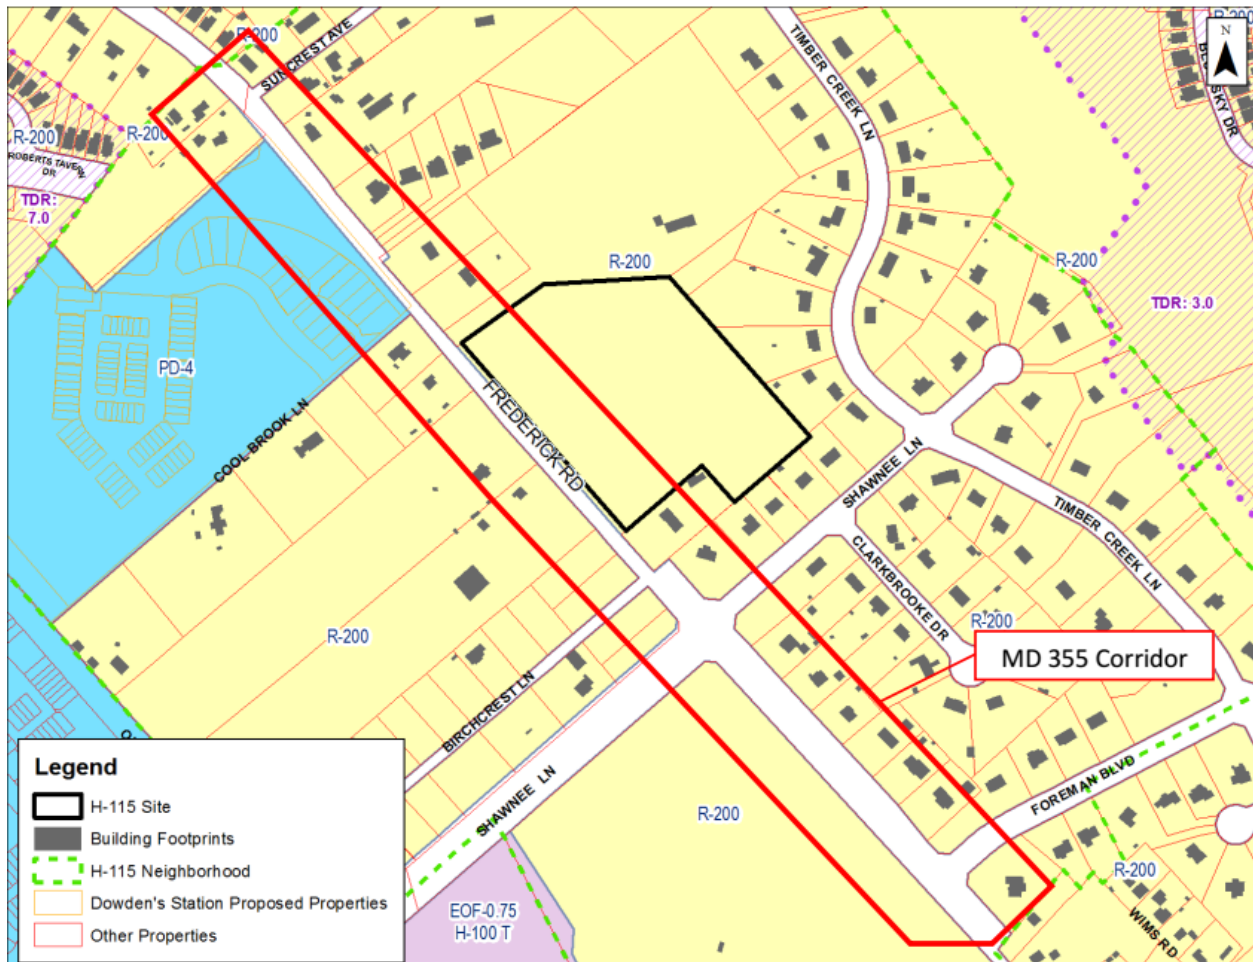 R-200
R-200
N
SUNCREST AVE
TIMBER CREEK LN
R-200
R-200
ROBERTS TAVERN
DR
TDR:
7.0
R-200
R-200
TDR: 3.0
PD-4
FREDERICK RD
COOL BROOK LN
SHAWNEE LN
TIMBER CREEK LN
CLARKBROOKE DR
R-200
R-200
MD 355 Corridor
BIRCHCREST LN
FOREMAN BLVD
SHAWNEE LN
R-200
R-200
WIMS RD
EOF-0.75
H-100 T
Legend
H-115 Site
Building Footprints
H-115 Neighborhood
Dowden's Station Proposed Properties
Other Properties